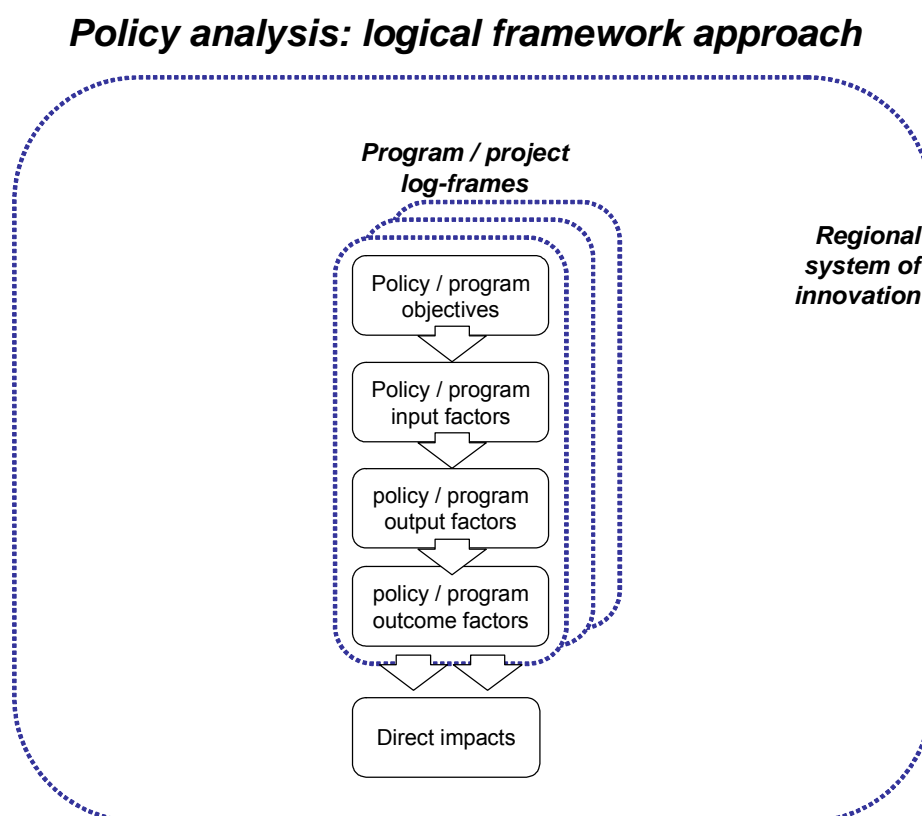 Policy analysis: logical framework approach
Program / project
log-frames
Regional
system of
innovation
Policy / program
objectives
Policy / program
input factors
policy / program
output factors
policy / program
outcome factors
Direct impacts